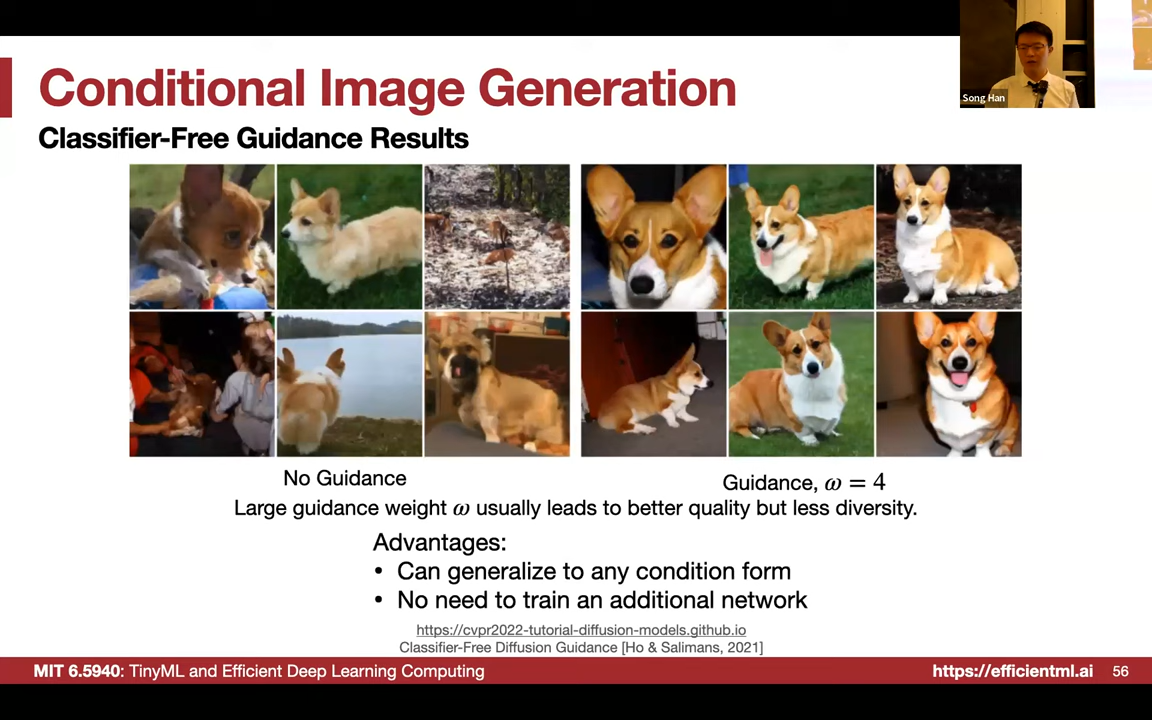 Conditional Image Generation
Song Han
Classifier-Free Guidance Results
No Guidance
Guidance, ω = 4
Large guidance weight ω usually leads to better quality but less diversity.
Advantages:
• Can generalize to any condition form
• No need to train an additional network
https://cvpr2022-tutorial-diffusion-models.github.io
Classifier-Free Diffusion Guidance [Ho & Salimans, 2021]
MIT 6.5940: TinyML and Efficient Deep Learning Computing
https://efficientml.ai
56